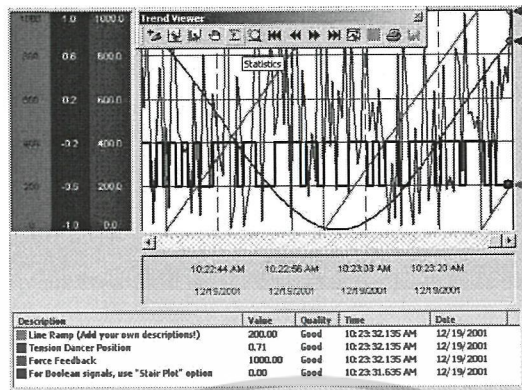 Trend Viewer
Statistics
1000 1.0 1000.0
800 0.6 800.0
600 0.2 600.0
400 -0.2 400.0
200 200.0
-1.0 0.0
10:22:44 AM 10:22:56 AM 10:23:08 AM 10:23:20 AM
12/19/2001 12/19/2001 12/19/2001 12/19/2001
Description Value Quality Time Date
Line Ramp (Add your own descriptions!) 200.00 Good 10:23:32.135 AM 12/19/2001
Tension Dancer Position 0.71 Good 10:23:32.135 AM 12/19/2001
Force Feedback 1000.00 Good 10:23:32.135 AM 12/19/2001
For Boolean signals, use "Stair Plot" option 0.00 Good 10:23:31.635 AM 12/19/2001